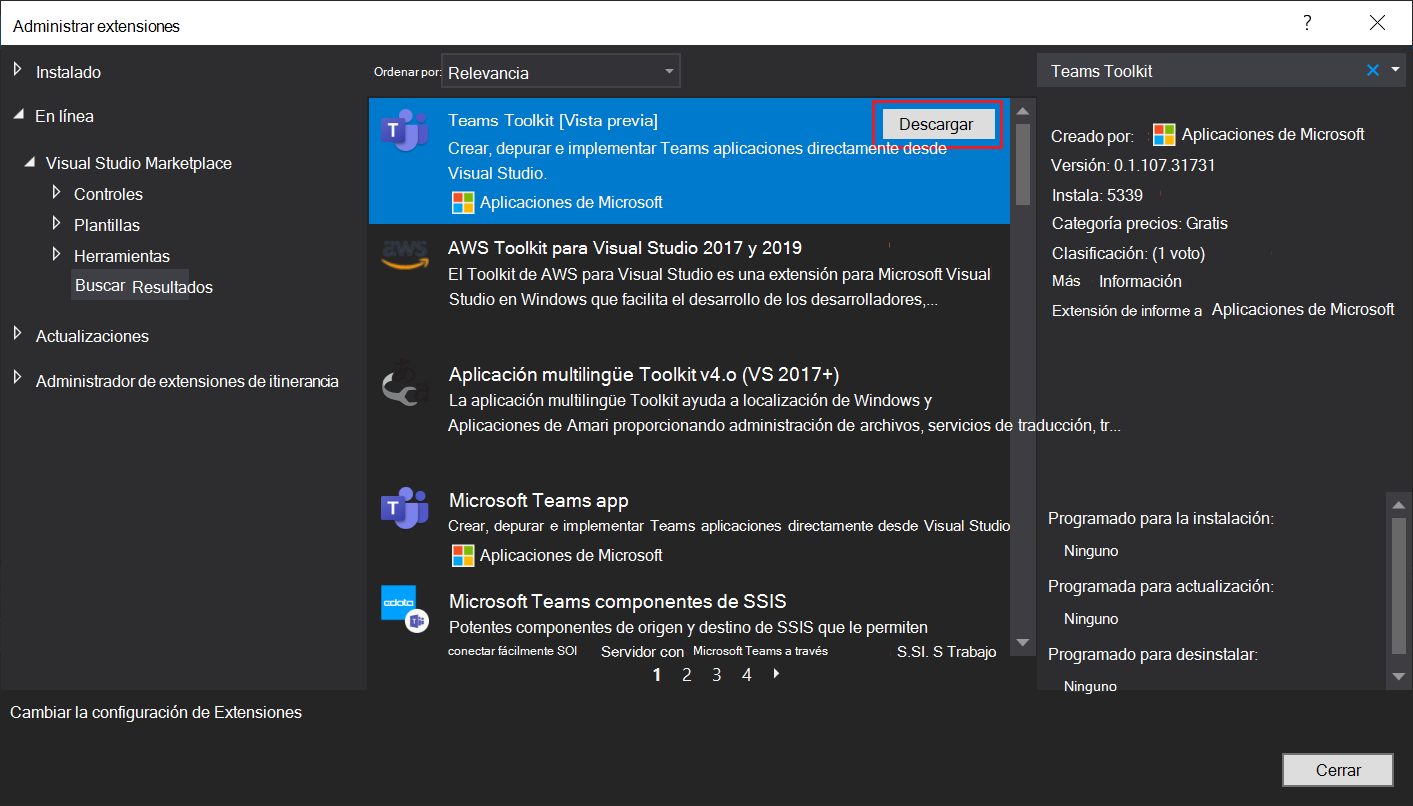 Administrar extensiones
?
Instalado
En línea
Visual Studio Marketplace
Controles
Plantillas
Herramientas
Buscar Resultados
Actualizaciones
Administrador de extensiones de itinerancia
Ordenar por: Relevancia
Teams Toolkit [Vista previa]
Descargar
Crear, depurar e implementar Teams aplicaciones directamente desde
Visual Studio.
Aplicaciones de Microsoft
aws
AWS Toolkit para Visual Studio 2017 y 2019
El Toolkit de AWS para Visual Studio es una extensión para Microsoft Visual
Studio en Windows que facilita el desarrollo de los desarrolladores,...
Aplicación multilingüe Toolkit v4.o (VS 2017+)
La aplicación multilingüe Toolkit ayuda a localización de Windows y
Aplicaciones de Amari proporcionando administración de archivos, servicios de traducción, tr...
Microsoft Teams app
Crear, depurar e implementar Teams aplicaciones directamente desde Visual Studio
Aplicaciones de Microsoft
cdata
Microsoft Teams componentes de SSIS
Potentes componentes de origen y destino de SSIS que le permiten
conectar fácilmente SOI Servidor con Microsoft Teams a través S.SI. S Trabajo
1 2 3 4
Teams Toolkit
Creado por: Aplicaciones de Microsoft
Versión: 0.1.107.31731
Instala: 5339
Categoría precios: Gratis
Clasificación: (1 voto)
Más Información
Extensión de informe a Aplicaciones de Microsoft
Programado para la instalación:
Ninguno
Programada para actualización:
Ninguno
Programado para desinstalar:
Ninguno
Cambiar la configuración de Extensiones
Cerrar